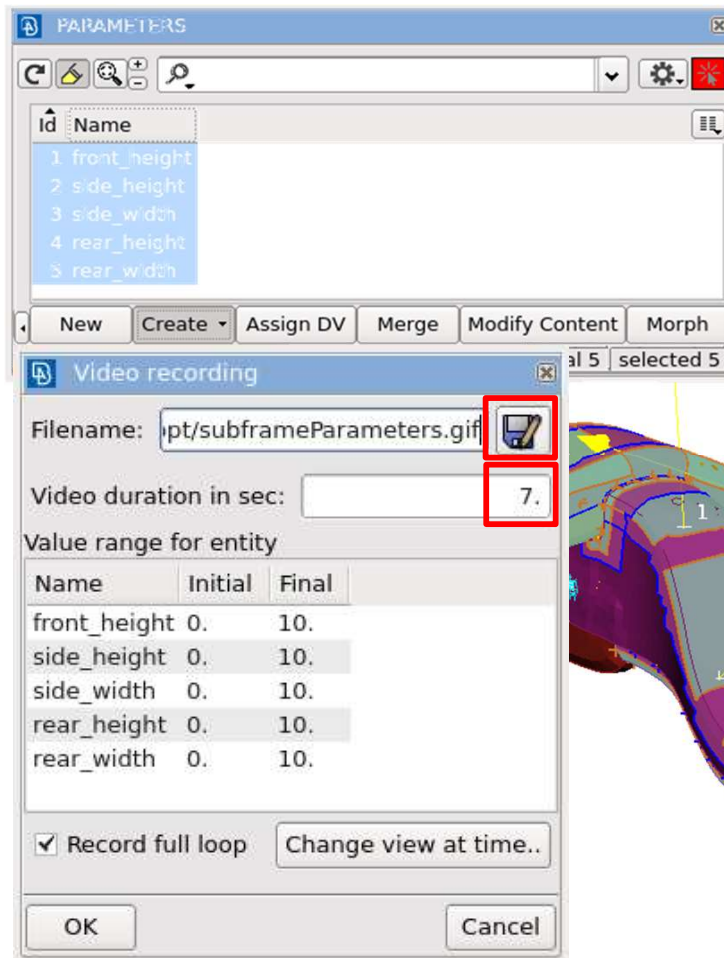 PARAMETERS
Id Name
1 front_height
2 side_height
3 side_width
4 rear_height
5 rear_width
New Create Assign DV Merge Modify Content Morph
al 5 selected 5
Video recording
Filename: pt/subframeParameters.gif
Video duration in sec: 7.
Value range for entity
Name Initial Final
front_height 0. 10.
side_height 0. 10.
side_width 0. 10.
rear_height 0. 10.
rear_width 0. 10.
Record full loop Change view at time..
OK Cancel
1